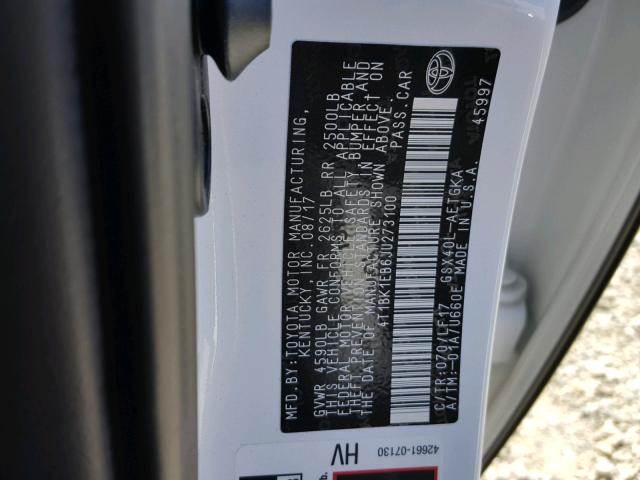 MFD.BY:TOYOTA MOTOR MANUFACTURING,
KENTUCKY, INC. 08/17
GVWR 4590LB GAWR FR 2625LB RR 2500LB
THIS VEHICLE CONFORMS TO ALL APPLICABLE
FEDERAL MOTOR VEHICLE SAFETY, BUMPER, AND
THEFT PREVENTION STANDARDS IN EFFECT ON
THE DATE OF MANUFACTURE SHOWN ABOVE.
4T1BK1EB6JU273100 PASS.CAR
C/TR:070/LF17 GSX40L-AETGKAA
A/TM:-01A/U660E MADE IN U.S.A.
45997
HV 42661-07130